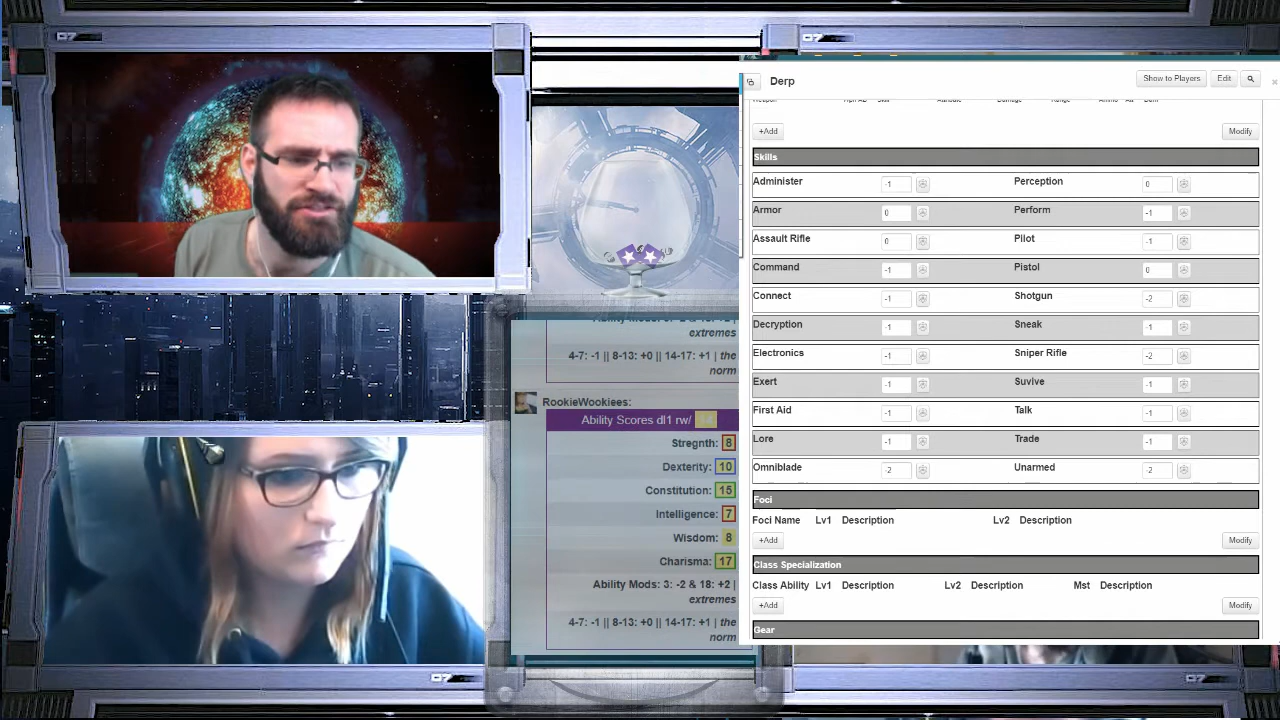 07
07
Derp
Show to Players
Edit
+Add
Modify
Skills
Administer -1 Perception 0
Armor 0 Perform -1
Assault Rifle 0 Pilot -1
Command -1 Pistol 0
Connect -1 Shotgun -2
Decryption -1 Sneak -1
Electronics -1 Sniper Rifle -2
Exert -1 Suvive -1
First Aid -1 Talk -1
Lore -1 Trade -1
Omniblade -2 Unarmed -2
Foci
Foci Name Lv1 Description Lv2 Description
+Add
Modify
Class Specialization
Class Ability Lv1 Description Lv2 Description Mst Description
+Add
Modify
Gear
extremes
4-7: -1 || 8-13: +0 || 14-17: +1 | the
norm
RookieWookiees:
Ability Scores dl1 rw/
Stregnth: 8
Dexterity: 10
Constitution: 15
Intelligence: 7
Wisdom: 8
Charisma: 17
Ability Mods: 3: -2 & 18: +2 |
extremes
4-7: -1 || 8-13: +0 || 14-17: +1 | the
norm
07
07